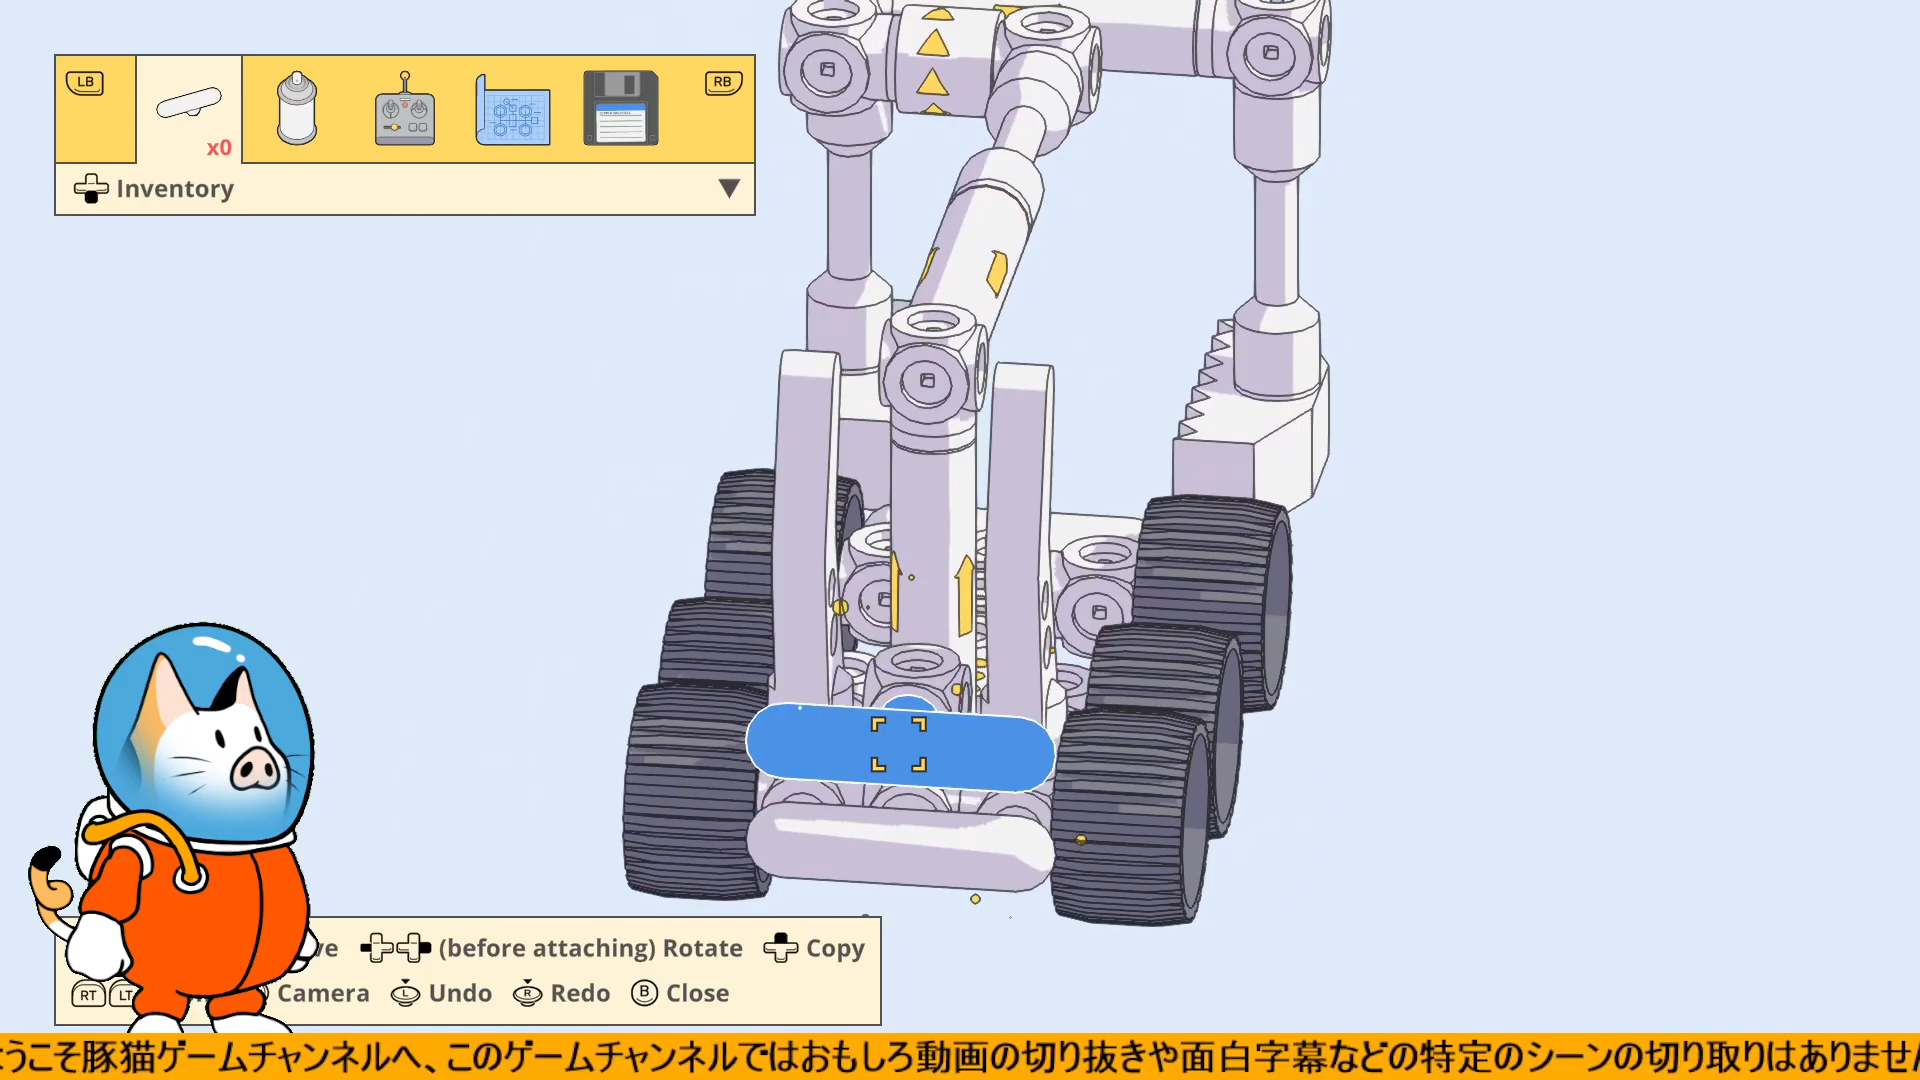 LB
RB
x0
Inventory
(before attaching) Rotate
Copy
RT
LT
Camera
L
Undo
R
Redo
B
Close
うこそ豚猫ゲームチャンネルへ、このゲームチャンネルではおもしろ動画の切り抜きや面白字幕などの特定のシーンの切り取りはありません